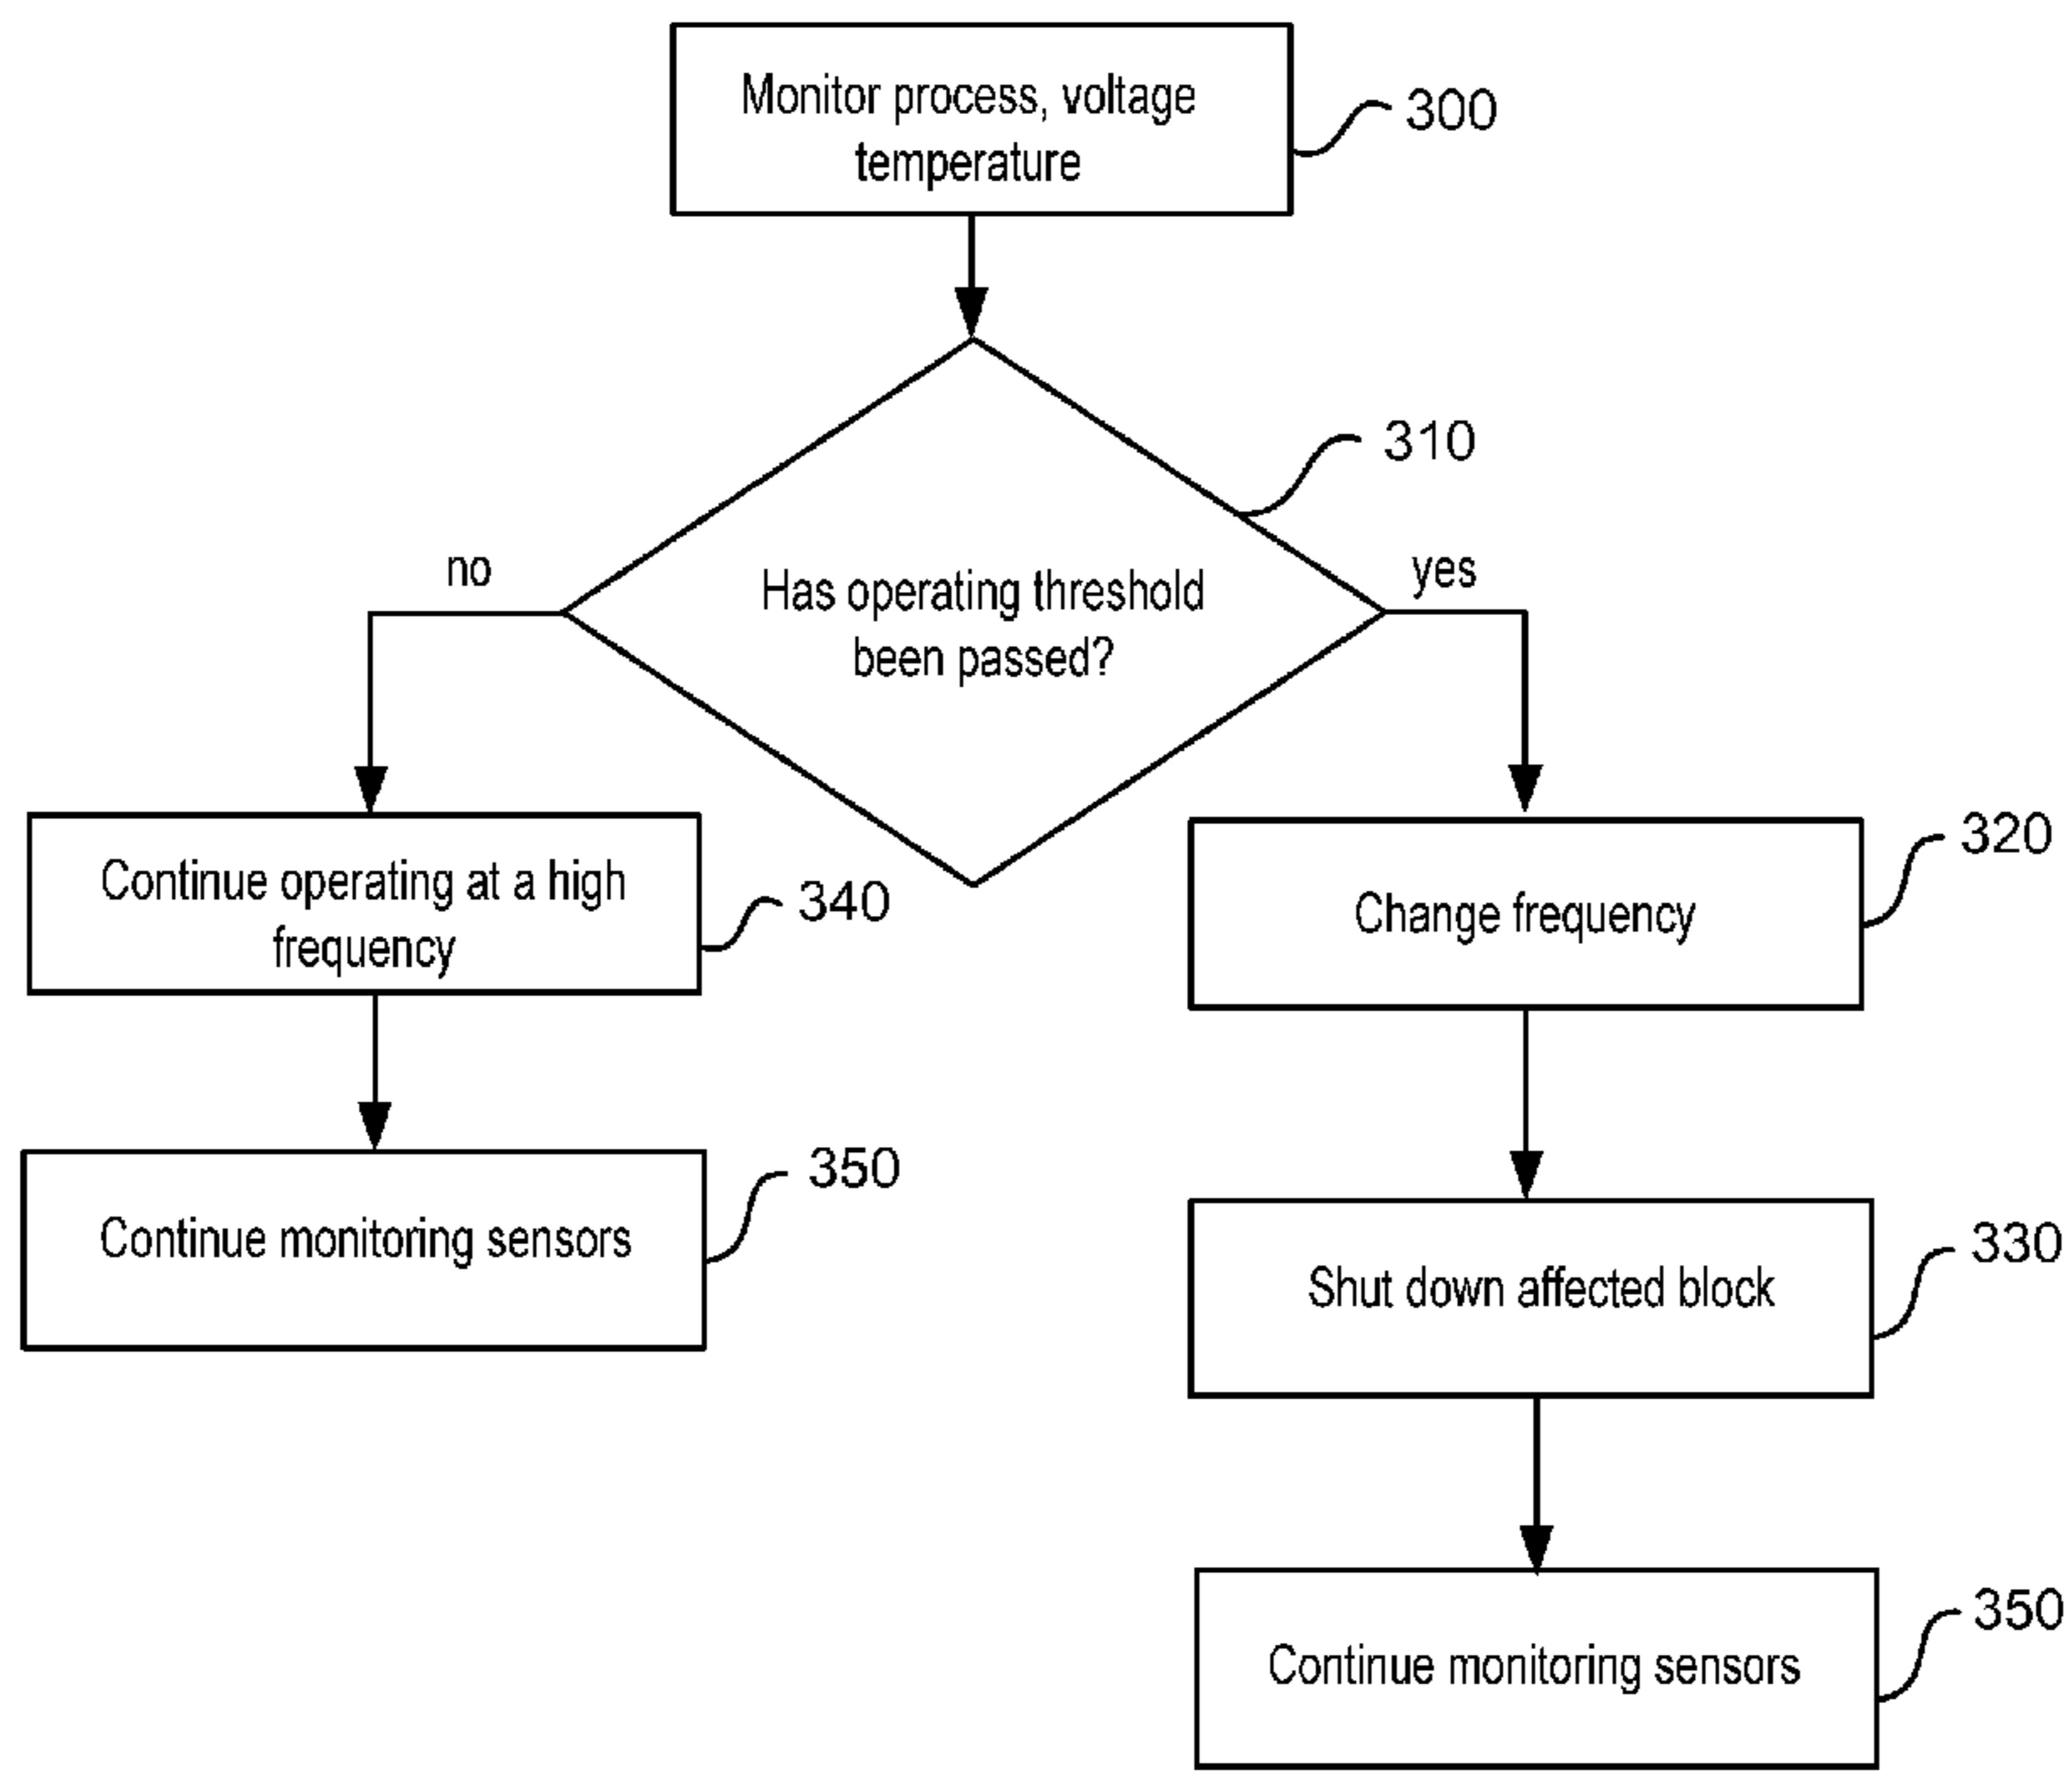 Monitor process, voltage
temperature
300
310
no
yes
Has operating threshold
been passed?
Continue operating at a high
frequency
340
320
Change frequency
350
Continue monitoring sensors
330
Shut down affected block
350
Continue monitoring sensors